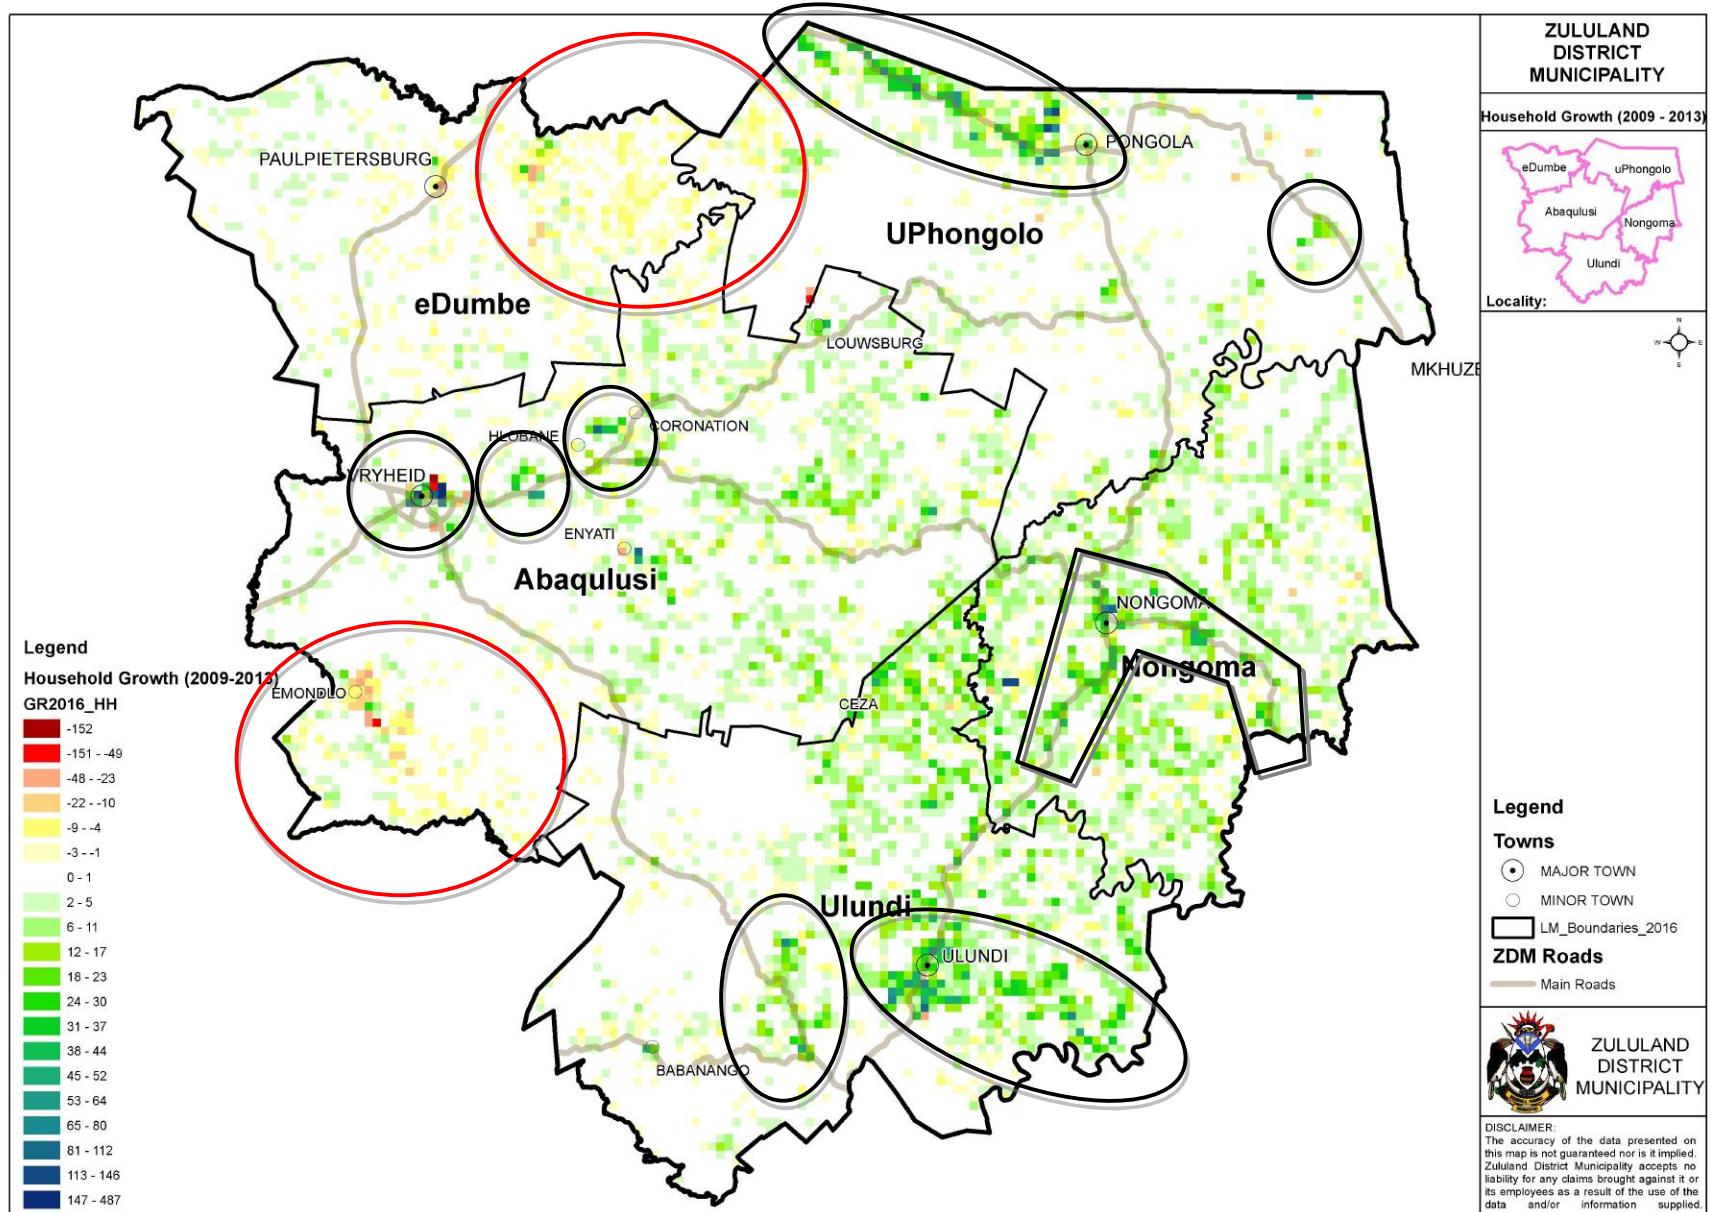 ZULULAND
DISTRICT
MUNICIPALITY
Household Growth (2009 - 2013)
eDumbe
uPhongolo
Abaqulusi
Nongoma
Ulundi
Locality:
N
W
E
S
PAULPIETERSBURG
PONGOLA
UPhongolo
eDumbe
LOUWSBURG
MKHUZE
CORONATION
HLOBANE
VRYHEID
ENYATI
Abaqulusi
NONGOMA
Nongoma
EMONDLO
CEZA
Ulundi
ULUNDI
BABANANGO
Legend
Household Growth (2009-2013)
GR2016_HH
-152
-151 - -49
-48 - -23
-22 - -10
-9 - -4
-3 - -1
0 - 1
2 - 5
6 - 11
12 - 17
18 - 23
24 - 30
31 - 37
38 - 44
45 - 52
53 - 64
65 - 80
81 - 112
113 - 146
147 - 487
Legend
Towns
MAJOR TOWN
MINOR TOWN
LM_Boundaries_2016
ZDM Roads
Main Roads
ZULULAND
DISTRICT
MUNICIPALITY
DISCLAIMER:
The accuracy of the data presented on
this map is not guaranteed nor is it implied.
Zululand District Municipality accepts no
liability for any claims brought against it or
its employees as a result of the use of the
data and/or information supplied.